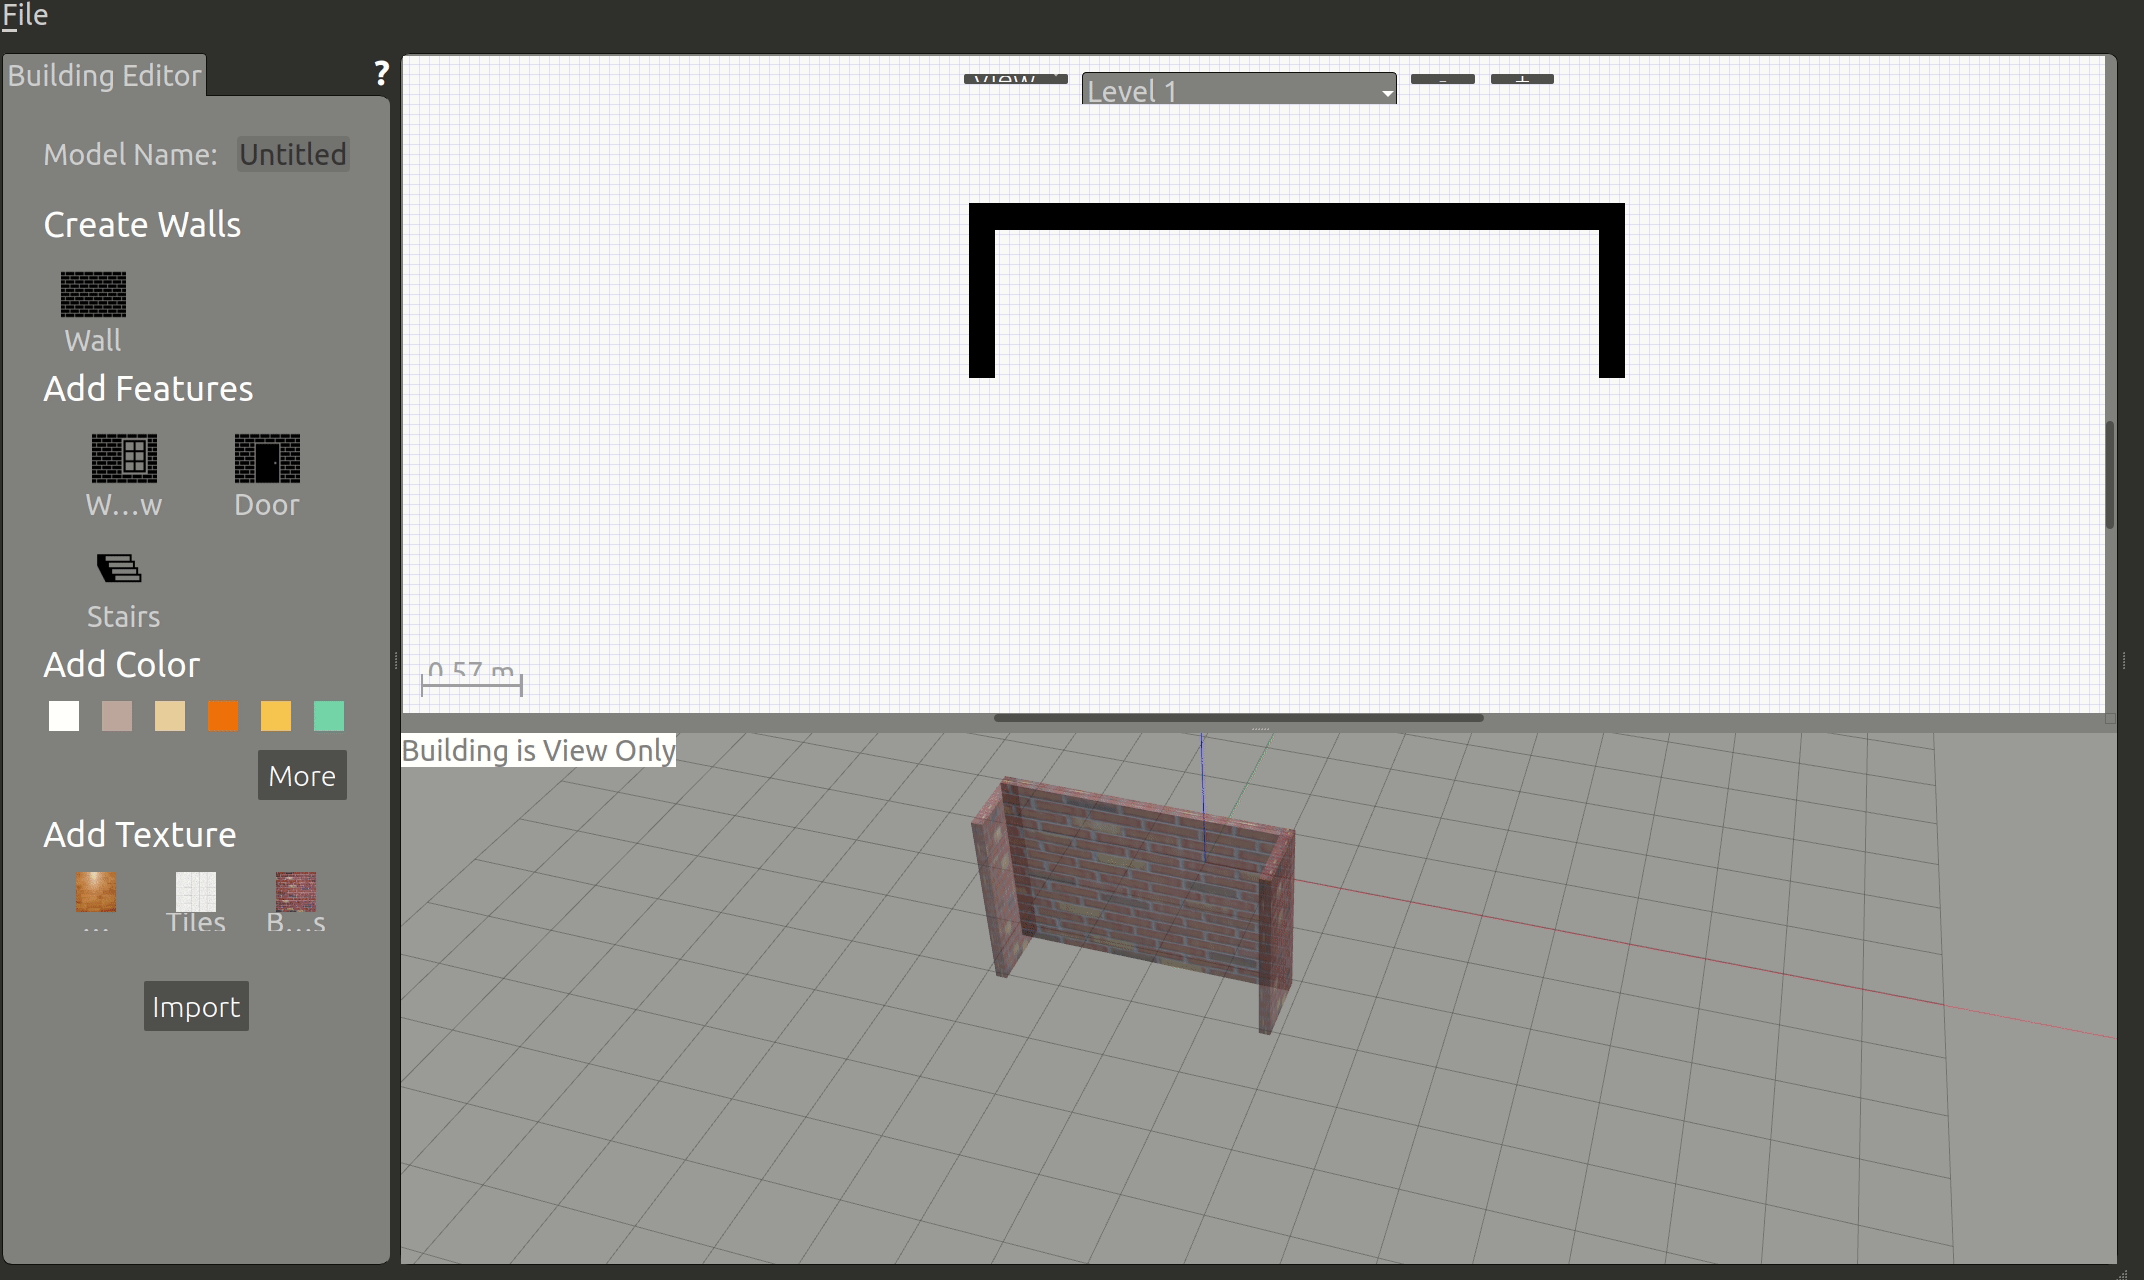 File
Building Editor
?
Model Name: Untitled
Create Walls
Wall
Add Features
W...w
Door
Stairs
Add Color
More
Add Texture
...
Tiles
B...s
Import
View
Level 1
-
+
0.57 m
Building is View Only